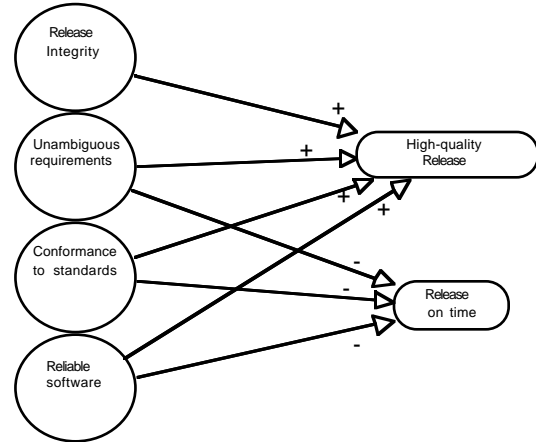 Release
Integrity
+
High-quality
Release
Unambiguous
requirements
+
+
+
Conformance
to standards
-
-
Release
on time
-
Reliable
software